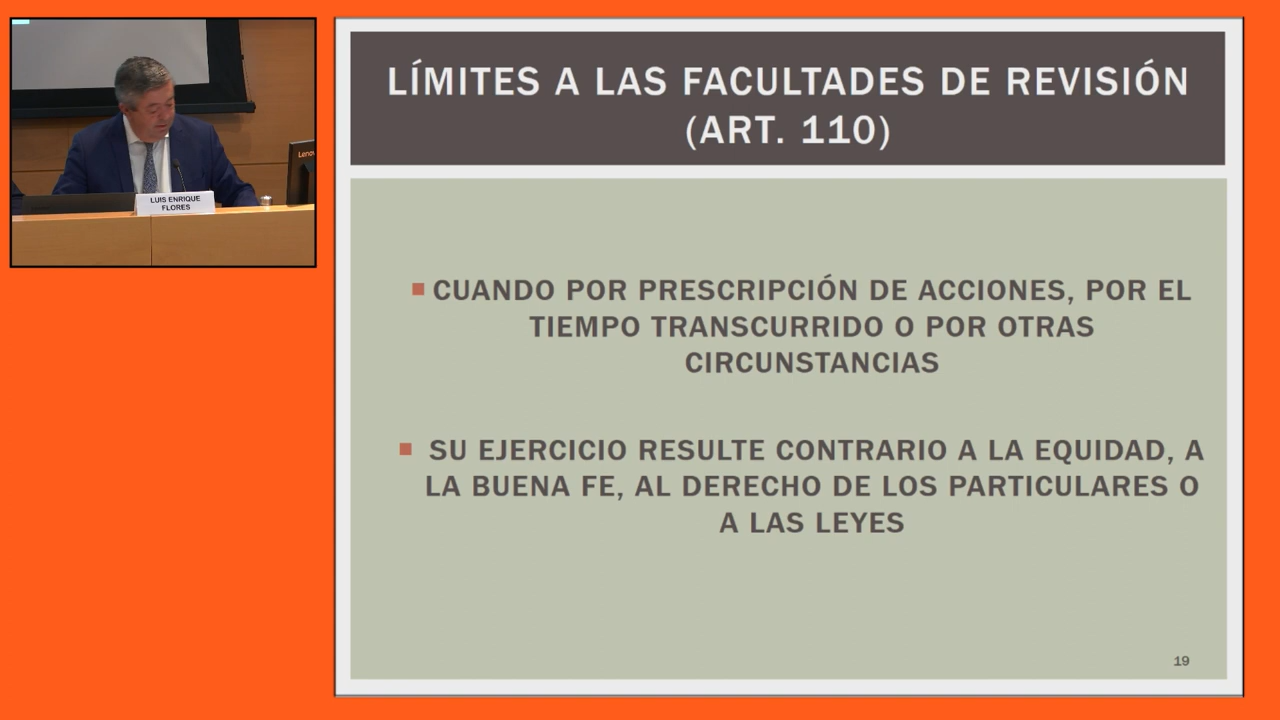 LÍMITES A LAS FACULTADES DE REVISIÓN
(ART. 110)
Lenovo
LUIS ENRIQUE
FLORES
■ CUANDO POR PRESCRIPCIÓN DE ACCIONES, POR EL
TIEMPO TRANSCURRIDO O POR OTRAS
CIRCUNSTANCIAS
■ SU EJERCICIO RESULTE CONTRARIO A LA EQUIDAD, A
LA BUENA FE, AL DERECHO DE LOS PARTICULARES O
A LAS LEYES
19